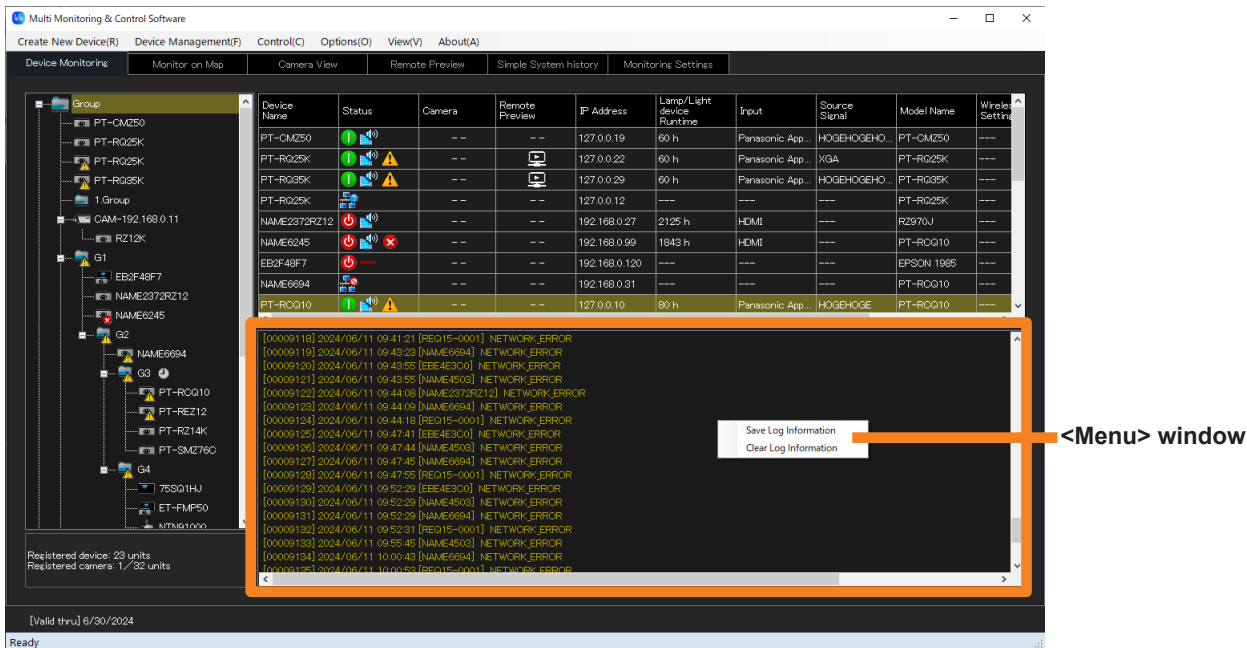 Multi Monitoring & Control Software
Create New Device(R) Device Management(F) Control(C) Options(O) View(V) About(A)
Device Monitoring Monitor on Map Camera View Remote Preview Simple System history Monitoring Settings
Group
PT-CMZ50
PT-RQ25K
PT-RQ25K
PT-RQ35K
1.Group
CAM-192.168.0.11
RZ12K
G1
EB2F48F7
NAME2372RZ12
NAME6245
G2
NAME6694
G3
PT-RCQ10
PT-REZ12
PT-RZ14K
PT-SMZ76C
G4
75SQ1HJ
ET-FMP50
NTN91000
Registered device: 23 units
Registered camera: 1/32 units
Device Name Status Camera Remote Preview IP Address Lamp/Light device Runtime Input Source Signal Model Name Wireless Setting
PT-CMZ50 -- -- 127.0.0.19 60 h Panasonic App... HOGEHOGEHO... PT-CMZ50 ---
PT-RQ25K -- 127.0.0.22 60 h Panasonic App... XGA PT-RQ25K ---
PT-RQ35K -- 127.0.0.29 60 h Panasonic App... HOGEHOGEHO... PT-RQ35K ---
PT-RQ25K -- -- 127.0.0.12 --- --- --- PT-RQ25K ---
NAME2372RZ12 -- -- 192.168.0.27 2125 h HDMI --- RZ970J ---
NAME6245 -- -- 192.168.0.99 1843 h HDMI --- PT-RCQ10 ---
EB2F48F7 -- -- 192.168.0.120 --- --- --- EPSON 1985 ---
NAME6694 -- -- 192.168.0.31 --- --- --- PT-RCQ10 ---
PT-RCQ10 -- -- 127.0.0.10 80 h Panasonic App... HOGEHOGE PT-RCQ10 ---
[00009118] 2024/06/11 09:41:21 [REQ15-0001] NETWORK_ERROR
[00009119] 2024/06/11 09:43:23 [NAME6694] NETWORK_ERROR
[00009120] 2024/06/11 09:43:55 [EBE4E3C0] NETWORK_ERROR
[00009121] 2024/06/11 09:43:55 [NAME4503] NETWORK_ERROR
[00009122] 2024/06/11 09:44:08 [NAME2372RZ12] NETWORK_ERROR
[00009123] 2024/06/11 09:44:09 [NAME6694] NETWORK_ERROR
[00009124] 2024/06/11 09:44:18 [REQ15-0001] NETWORK_ERROR
[00009125] 2024/06/11 09:47:41 [EBE4E3C0] NETWORK_ERROR
[00009126] 2024/06/11 09:47:44 [NAME4503] NETWORK_ERROR
[00009127] 2024/06/11 09:47:45 [NAME6694] NETWORK_ERROR
[00009128] 2024/06/11 09:47:55 [REQ15-0001] NETWORK_ERROR
[00009129] 2024/06/11 09:52:29 [EBE4E3C0] NETWORK_ERROR
[00009130] 2024/06/11 09:52:29 [NAME4503] NETWORK_ERROR
[00009131] 2024/06/11 09:52:29 [NAME6694] NETWORK_ERROR
[00009132] 2024/06/11 09:52:31 [REQ15-0001] NETWORK_ERROR
[00009133] 2024/06/11 09:55:45 [NAME4503] NETWORK_ERROR
[00009134] 2024/06/11 10:00:43 [NAME6694] NETWORK_ERROR
[00009135] 2024/06/11 10:00:53 [REQ15-0001] NETWORK_ERROR
Save Log Information
Clear Log Information
<Menu> window
[Valid thru] 6/30/2024
Ready